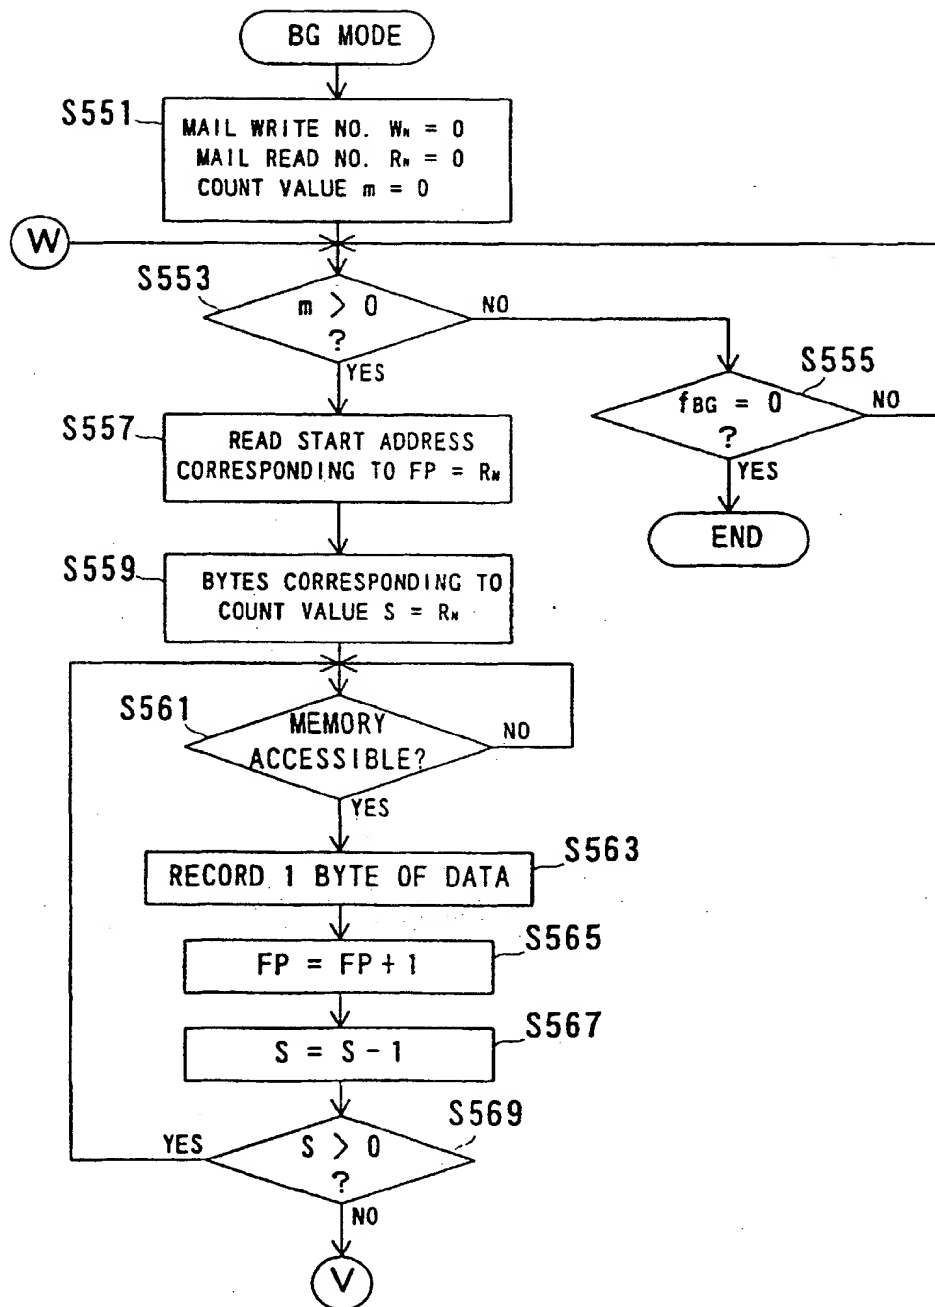 BG MODE
S551
MAIL WRITE NO. WN = 0
MAIL READ NO. RN = 0
COUNT VALUE m = 0
W
S553
m > 0
?
NO
YES
S555
fBG = 0
?
NO
YES
END
S557
READ START ADDRESS
CORRESPONDING TO FP = RN
S559
BYTES CORRESPONDING TO
COUNT VALUE S = RN
S561
MEMORY
ACCESSIBLE?
NO
YES
S563
RECORD 1 BYTE OF DATA
S565
FP = FP + 1
S567
S = S - 1
S569
YES
S > 0
?
NO
V